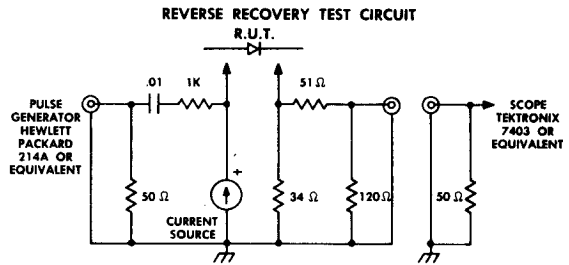 REVERSE RECOVERY TEST CIRCUIT
R.U.T.
.01
1K
51 Ω
PULSE
GENERATOR
HEWLETT
PACKARD
214A OR
EQUIVALENT
SCOPE
TEKTRONIX
7403 OR
EQUIVALENT
50 Ω
+
CURRENT
SOURCE
34 Ω
120 Ω
50 Ω